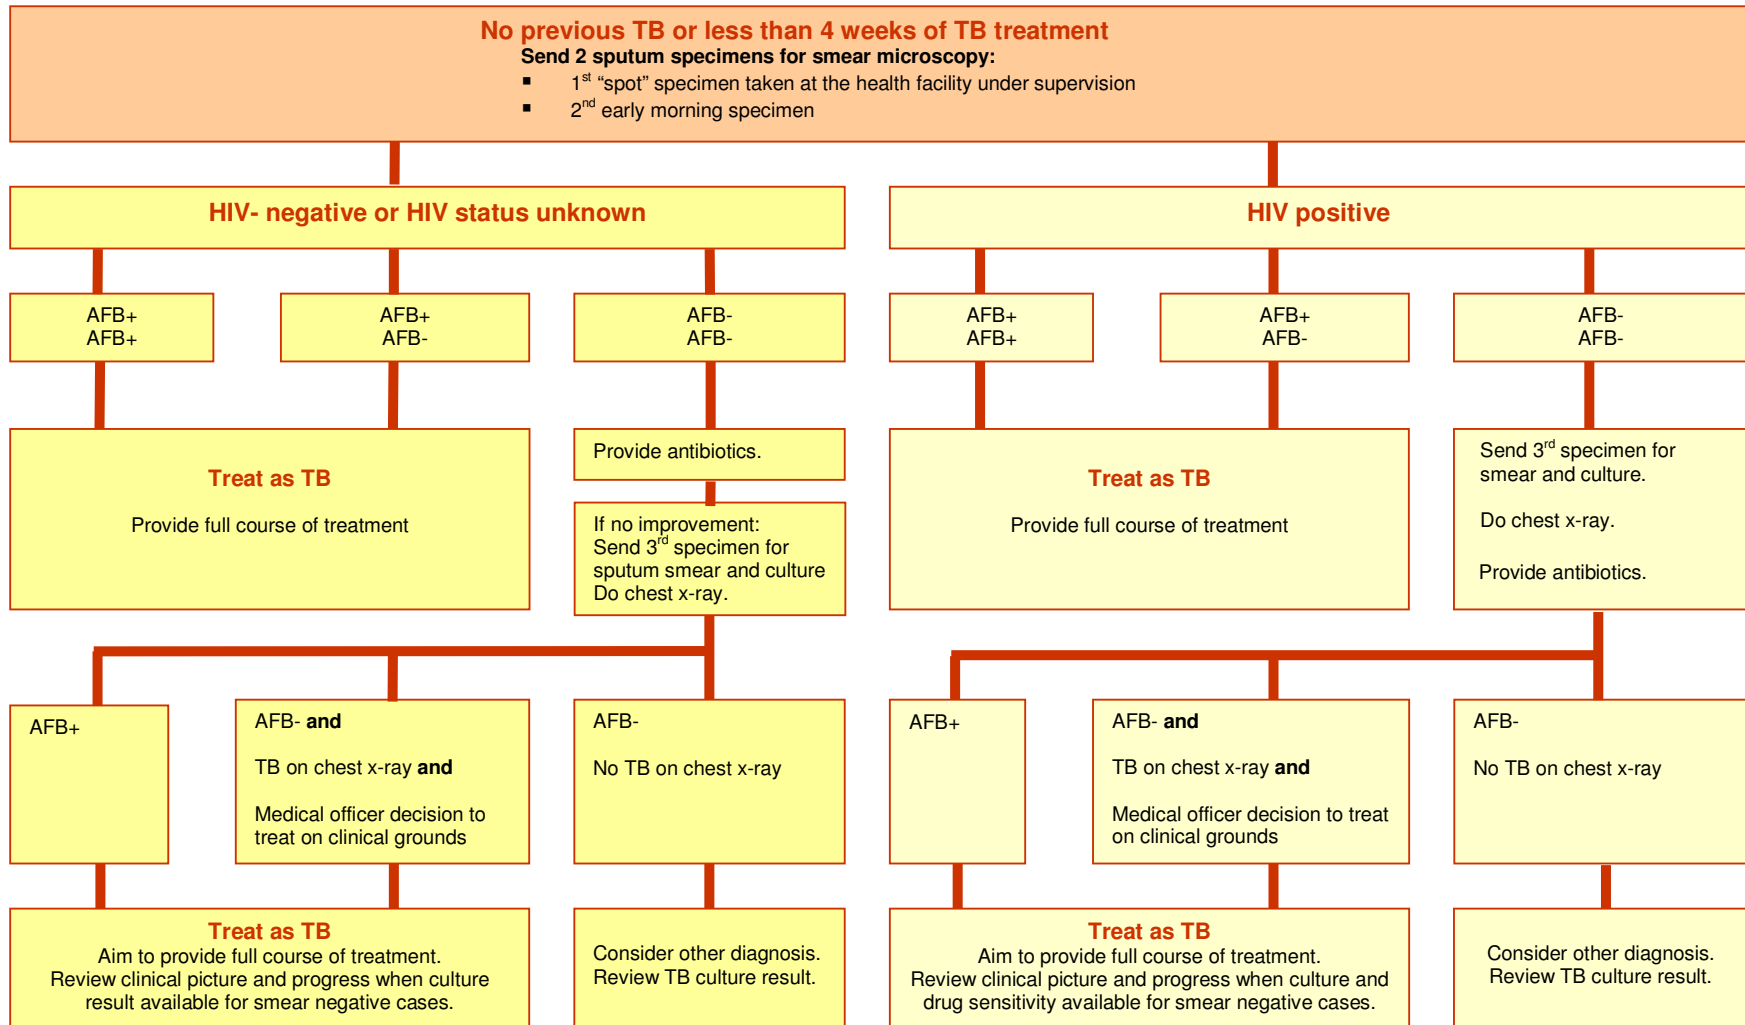 No previous TB or less than 4 weeks of TB treatment
Send 2 sputum specimens for smear microscopy:
▪ 1st “spot” specimen taken at the health facility under supervision
▪ 2nd early morning specimen
HIV- negative or HIV status unknown
HIV positive
AFB+
AFB+
AFB+
AFB-
AFB-
AFB-
AFB+
AFB+
AFB+
AFB-
AFB-
AFB-
Treat as TB
Provide full course of treatment
Provide antibiotics.
If no improvement:
Send 3rd specimen for
sputum smear and culture
Do chest x-ray.
Treat as TB
Provide full course of treatment
Send 3rd specimen for
smear and culture.
Do chest x-ray.
Provide antibiotics.
AFB+
AFB- and
TB on chest x-ray and
Medical officer decision to
treat on clinical grounds
AFB-
No TB on chest x-ray
AFB+
AFB- and
TB on chest x-ray and
Medical officer decision to treat
on clinical grounds
AFB-
No TB on chest x-ray
Treat as TB
Aim to provide full course of treatment.
Review clinical picture and progress when culture
result available for smear negative cases.
Consider other diagnosis.
Review TB culture result.
Treat as TB
Aim to provide full course of treatment.
Review clinical picture and progress when culture and
drug sensitivity available for smear negative cases.
Consider other diagnosis.
Review TB culture result.